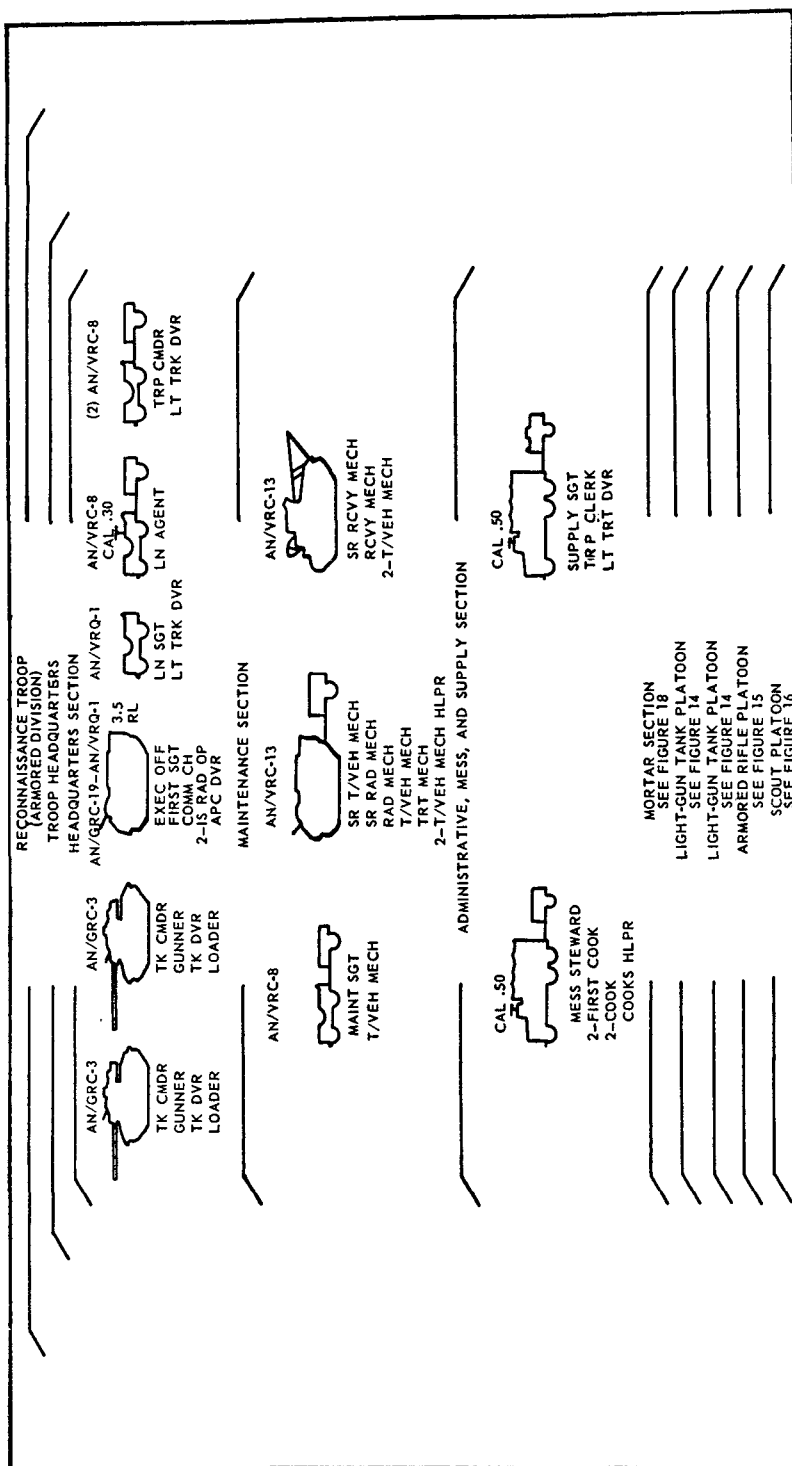 RECONNAISSANCE TROOP
(ARMORED DIVISION)
TROOP HEADQUARTERS
HEADQUARTERS SECTION
AN/GRC-3
TK CMDR
GUNNER
TK DVR
LOADER
AN/GRC-3
TK CMDR
GUNNER
TK DVR
LOADER
AN/GRC-19-AN/VRQ-1
3.5
RL
EXEC OFF
FIRST SGT
COMM CH
2-IS RAD OP
APC DVR
AN/VRQ-1
LN SGT
LT TRK DVR
AN/VRC-8
CAL .30
LN AGENT
(2) AN/VRC-8
TRP CMDR
LT TRK DVR
MAINTENANCE SECTION
AN/VRC-8
MAINT SGT
T/VEH MECH
AN/VRC-13
SR T/VEH MECH
SR RAD MECH
RAD MECH
T/VEH MECH
TRT MECH
2-T/VEH MECH HLPR
AN/VRC-13
SR RCVY MECH
RCVY MECH
2-T/VEH MECH
ADMINISTRATIVE, MESS, AND SUPPLY SECTION
CAL .50
MESS STEWARD
2-FIRST COOK
2-COOK
COOKS HLPR
CAL .50
SUPPLY SGT
TRP CLERK
LT TRT DVR
MORTAR SECTION
SEE FIGURE 18
LIGHT-GUN TANK PLATOON
SEE FIGURE 14
LIGHT-GUN TANK PLATOON
SEE FIGURE 14
ARMORED RIFLE PLATOON
SEE FIGURE 15
SCOUT PLATOON
SEE FIGURE 16